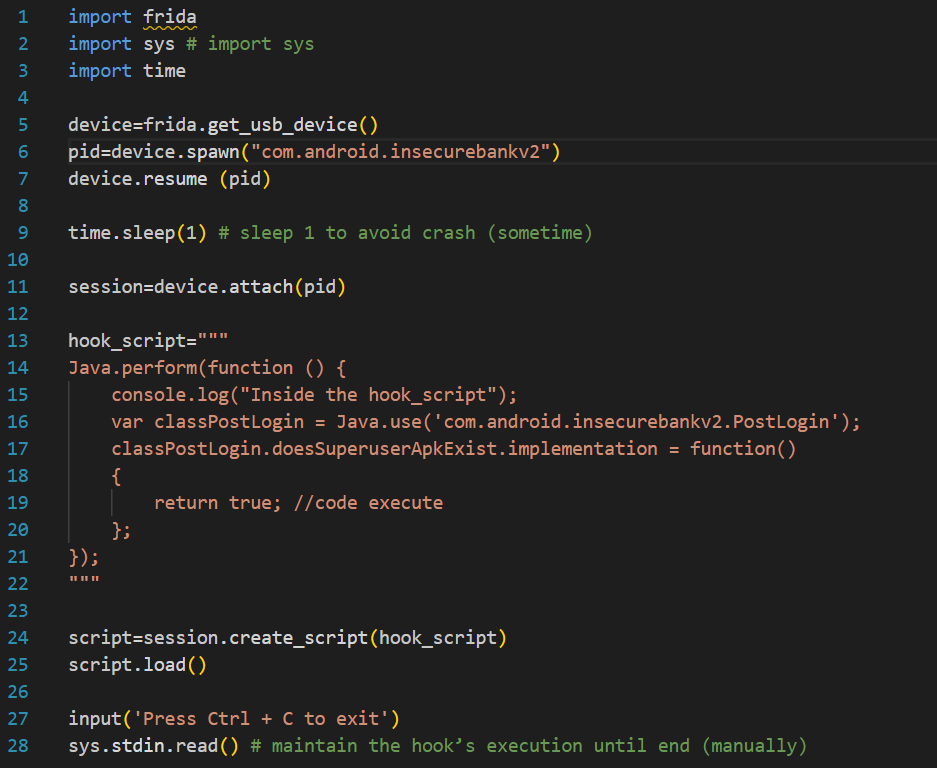 1 import frida
2 import sys # import sys
3 import time
4
5 device=frida.get_usb_device()
6 pid=device.spawn("com.android.insecurebankv2")
7 device.resume (pid)
8
9 time.sleep(1) # sleep 1 to avoid crash (sometime)
10
11 session=device.attach(pid)
12
13 hook_script="""
14 Java.perform(function () {
15     console.log("Inside the hook_script");
16     var classPostLogin = Java.use('com.android.insecurebankv2.PostLogin');
17     classPostLogin.doesSuperuserApkExist.implementation = function()
18     {
19         return true; //code execute
20     };
21 });
22 """
23
24 script=session.create_script(hook_script)
25 script.load()
26
27 input('Press Ctrl + C to exit')
28 sys.stdin.read() # maintain the hook’s execution until end (manually)